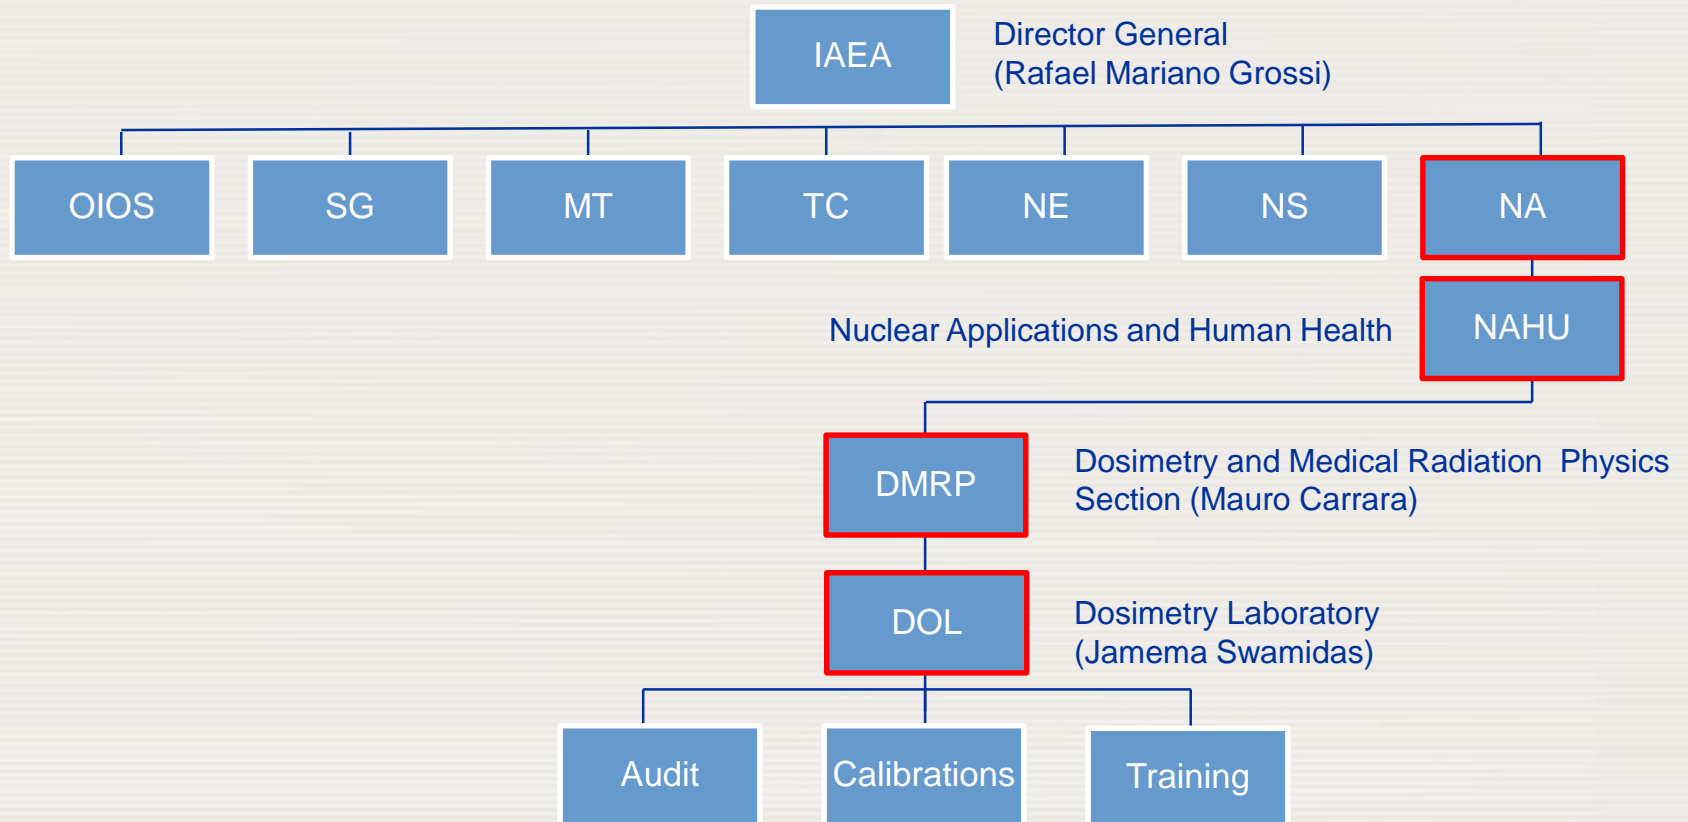 IAEA
Director General
(Rafael Mariano Grossi)
OIOS
SG
MT
TC
NE
NS
NA
Nuclear Applications and Human Health
NAHU
DMRP
Dosimetry and Medical Radiation  Physics
Section (Mauro Carrara)
DOL
Dosimetry Laboratory
(Jamema Swamidas)
Audit
Calibrations
Training